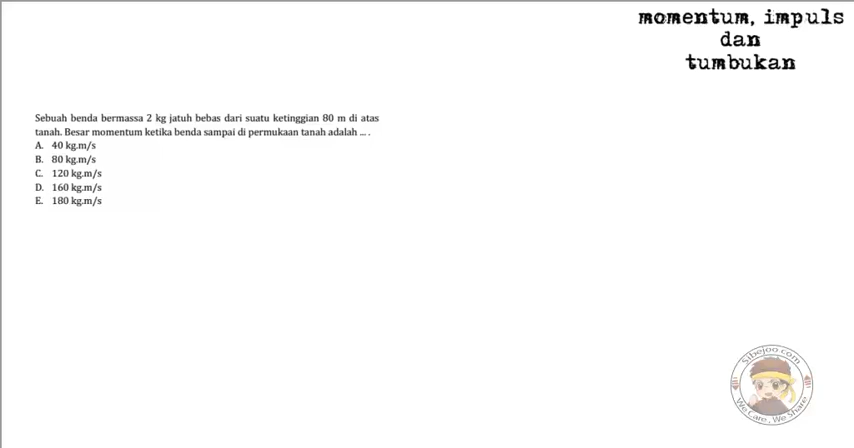 momentum, impuls
dan
tumbukan
Sebuah benda bermassa 2 kg jatuh bebas dari suatu ketinggian 80 m di atas
tanah. Besar momentum ketika benda sampai di permukaan tanah adalah ... .
A. 40 kg.m/s
B. 80 kg.m/s
C. 120 kg.m/s
D. 160 kg.m/s
E. 180 kg.m/s
Sibejoo.com
We Care, We Share